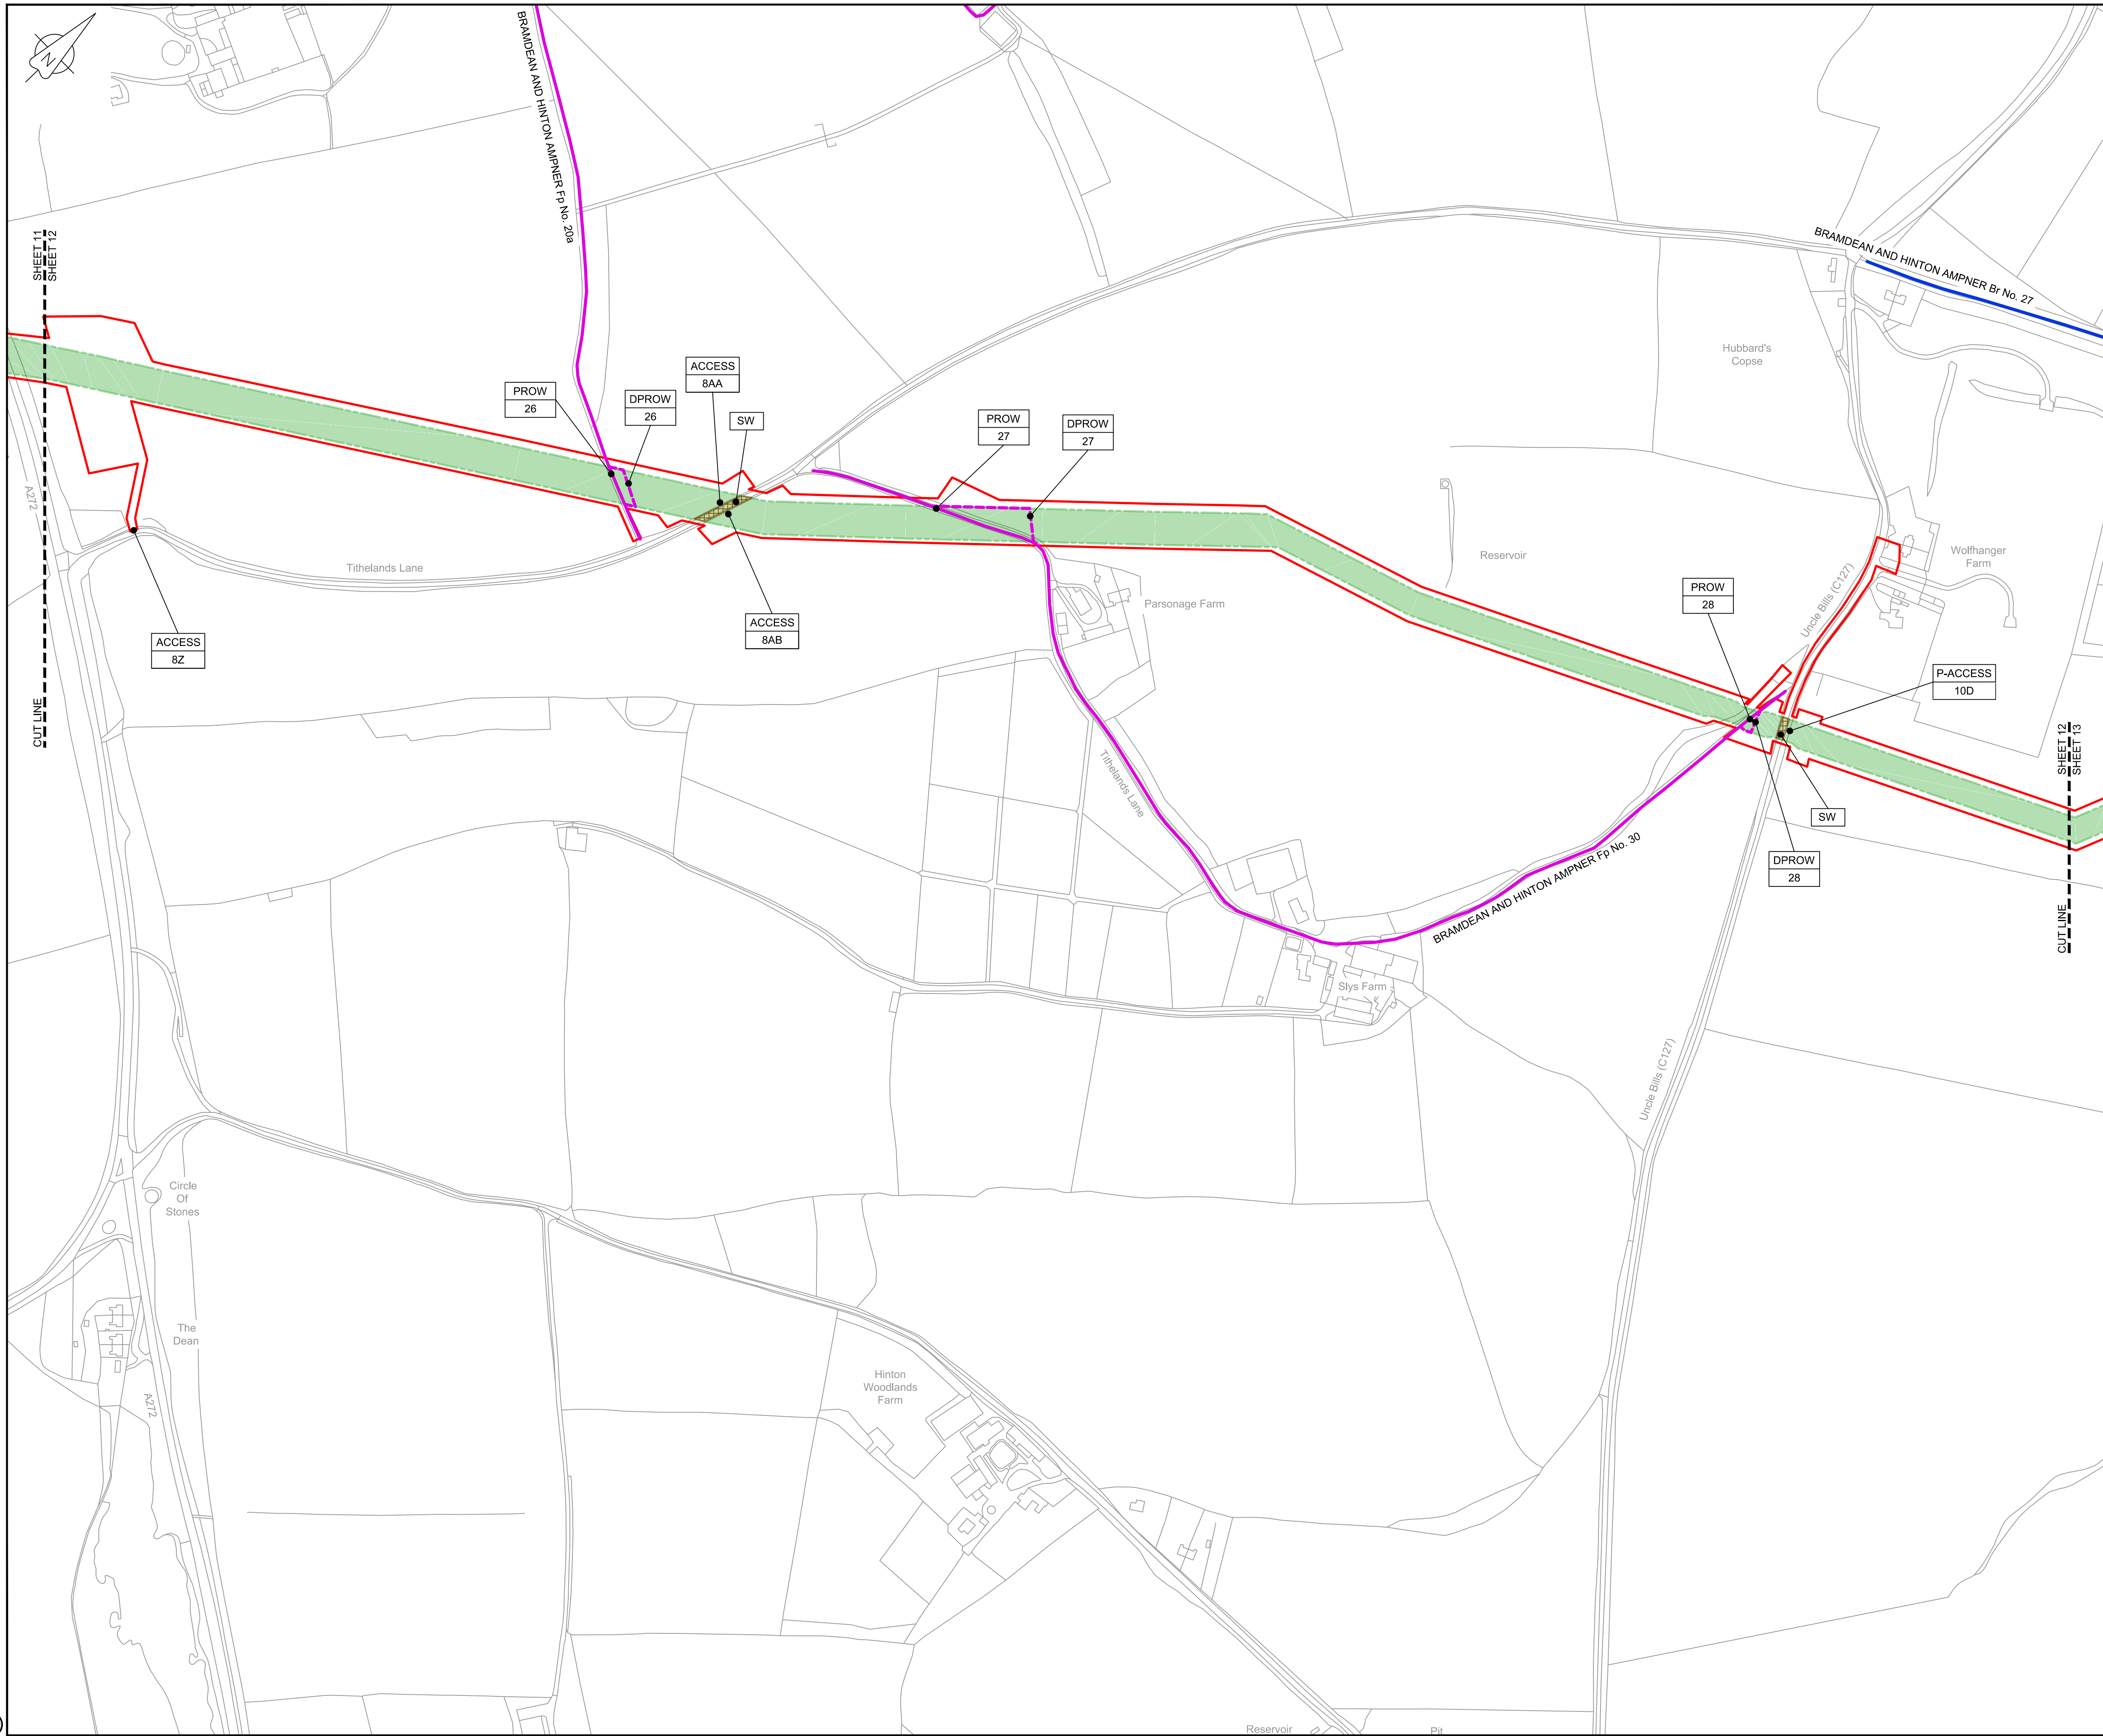 N
BRAMDEAN AND HINTON AMPNER Fp No. 20a
SHEET 11
SHEET 12
BRAMDEAN AND HINTON AMPNER Br No. 27
Hubbard's
Copse
ACCESS
8AA
PROW
26
DPROW
26
SW
PROW
27
DPROW
27
A272
Tithelands Lane
Reservoir
Wolfhanger
Farm
Uncle Bills (C127)
PROW
28
Parsonage Farm
ACCESS
8Z
ACCESS
8AB
P-ACCESS
10D
CUT LINE
SHEET 12
SHEET 13
Tithelands Lane
SW
DPROW
28
BRAMDEAN AND HINTON AMPNER Fp No. 30
CUT LINE
Slys Farm
Uncle Bills (C127)
Circle
Of
Stones
The
Dean
A272
Hinton
Woodlands
Farm
Reservoir
Pit